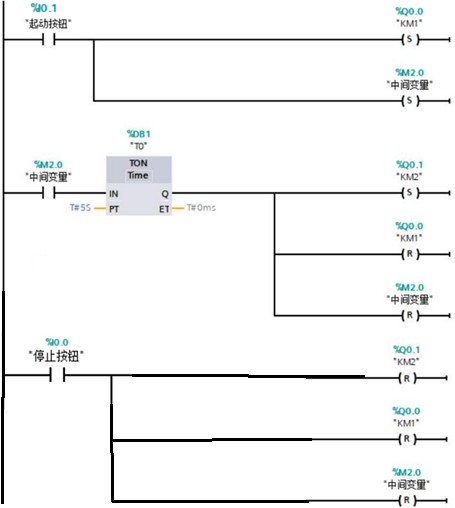 %I0.1
"起动按钮"
%Q0.0
"KM1"
S
%M2.0
"中间变量"
S
%DB1
"T0"
TON
Time
%M2.0
"中间变量"
IN
Q
T#5S
PT
ET
T#0ms
%Q0.1
"KM2"
S
%Q0.0
"KM1"
R
%M2.0
"中间变量"
R
%I0.0
"停止按钮"
%Q0.1
"KM2"
R
%Q0.0
"KM1"
R
%M2.0
"中间变量"
R